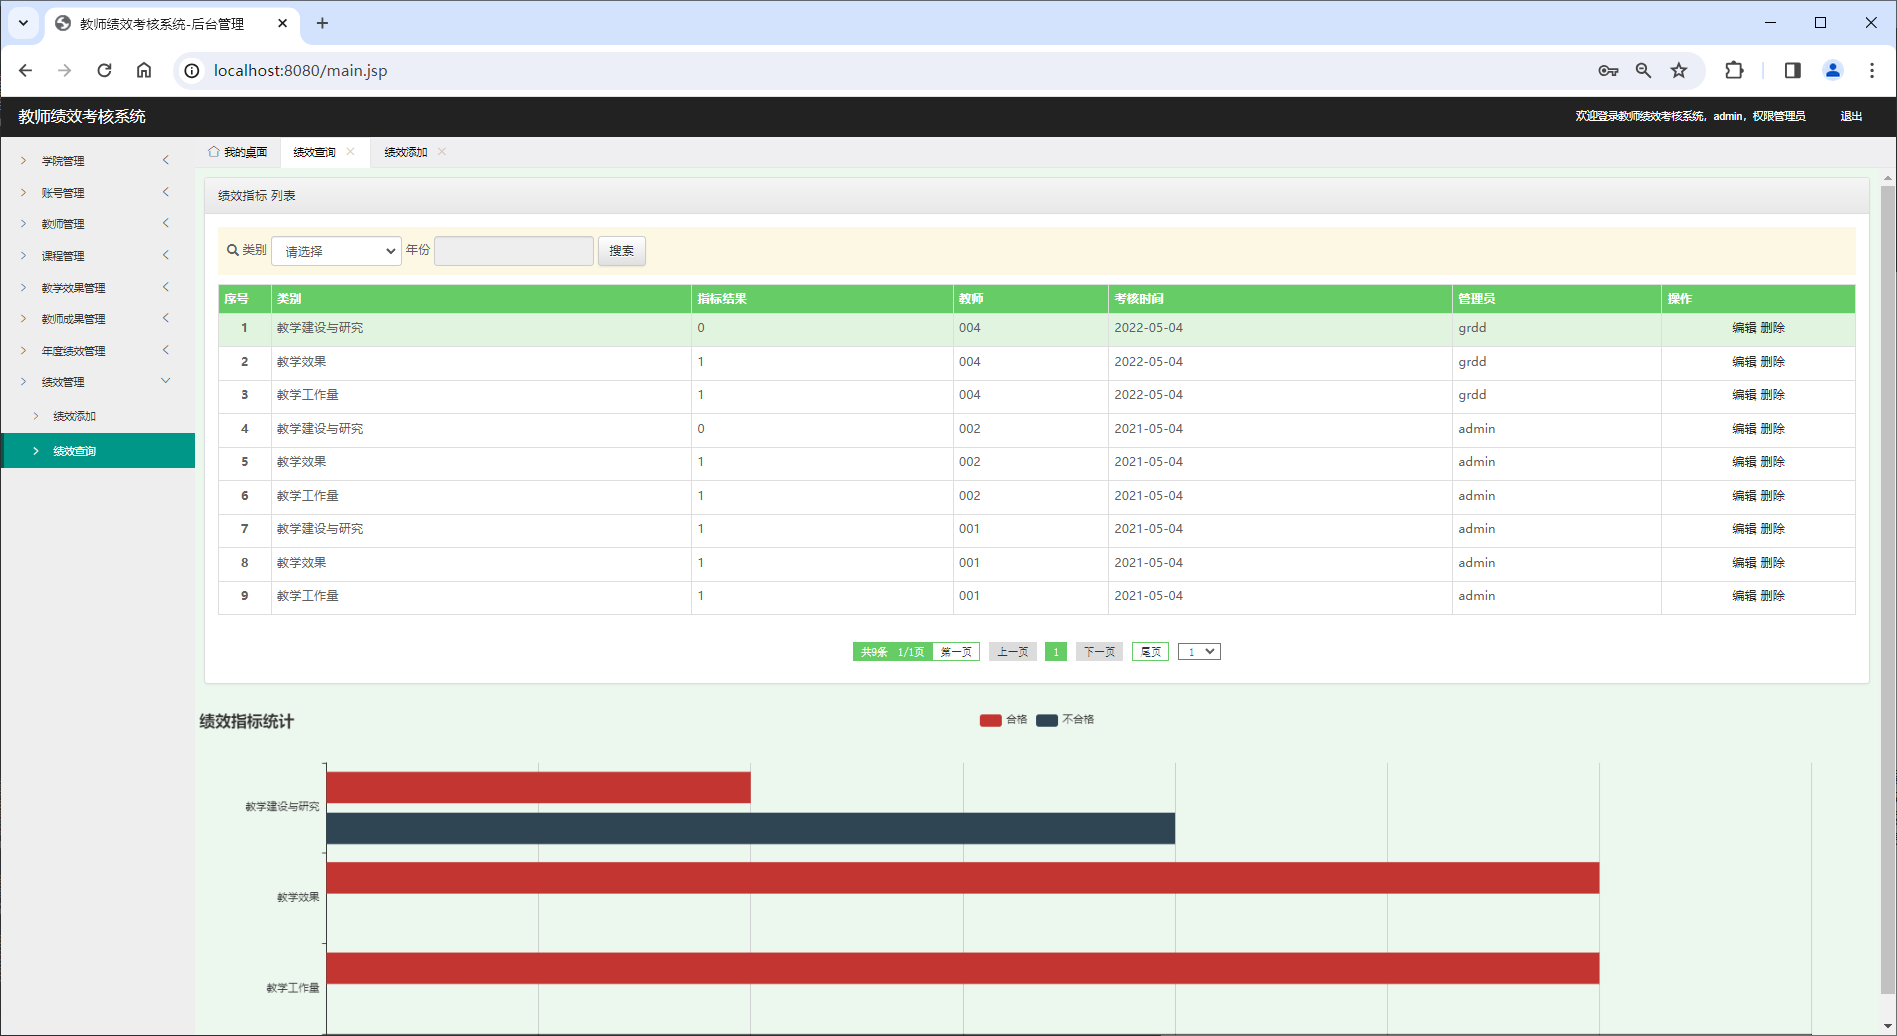 教师绩效考核系统-后台管理
localhost:8080/main.jsp
教师绩效考核系统
欢迎登录教师绩效考核系统，admin，权限管理员 退出
学院管理
账号管理
教师管理
课程管理
教学效果管理
教师成果管理
年度绩效管理
绩效管理
绩效添加
绩效查询
我的桌面 绩效查询 绩效添加
绩效指标 列表
类别 请选择 年份 搜索
序号 类别 指标结果 教师 考核时间 管理员 操作
1 教学建设与研究 0 004 2022-05-04 grdd 编辑 删除
2 教学效果 1 004 2022-05-04 grdd 编辑 删除
3 教学工作量 1 004 2022-05-04 grdd 编辑 删除
4 教学建设与研究 0 002 2021-05-04 admin 编辑 删除
5 教学效果 1 002 2021-05-04 admin 编辑 删除
6 教学工作量 1 002 2021-05-04 admin 编辑 删除
7 教学建设与研究 1 001 2021-05-04 admin 编辑 删除
8 教学效果 1 001 2021-05-04 admin 编辑 删除
9 教学工作量 1 001 2021-05-04 admin 编辑 删除
共9条 1/1页 第一页 上一页 1 下一页 尾页 1
绩效指标统计
合格 不合格
教学建设与研究
教学效果
教学工作量